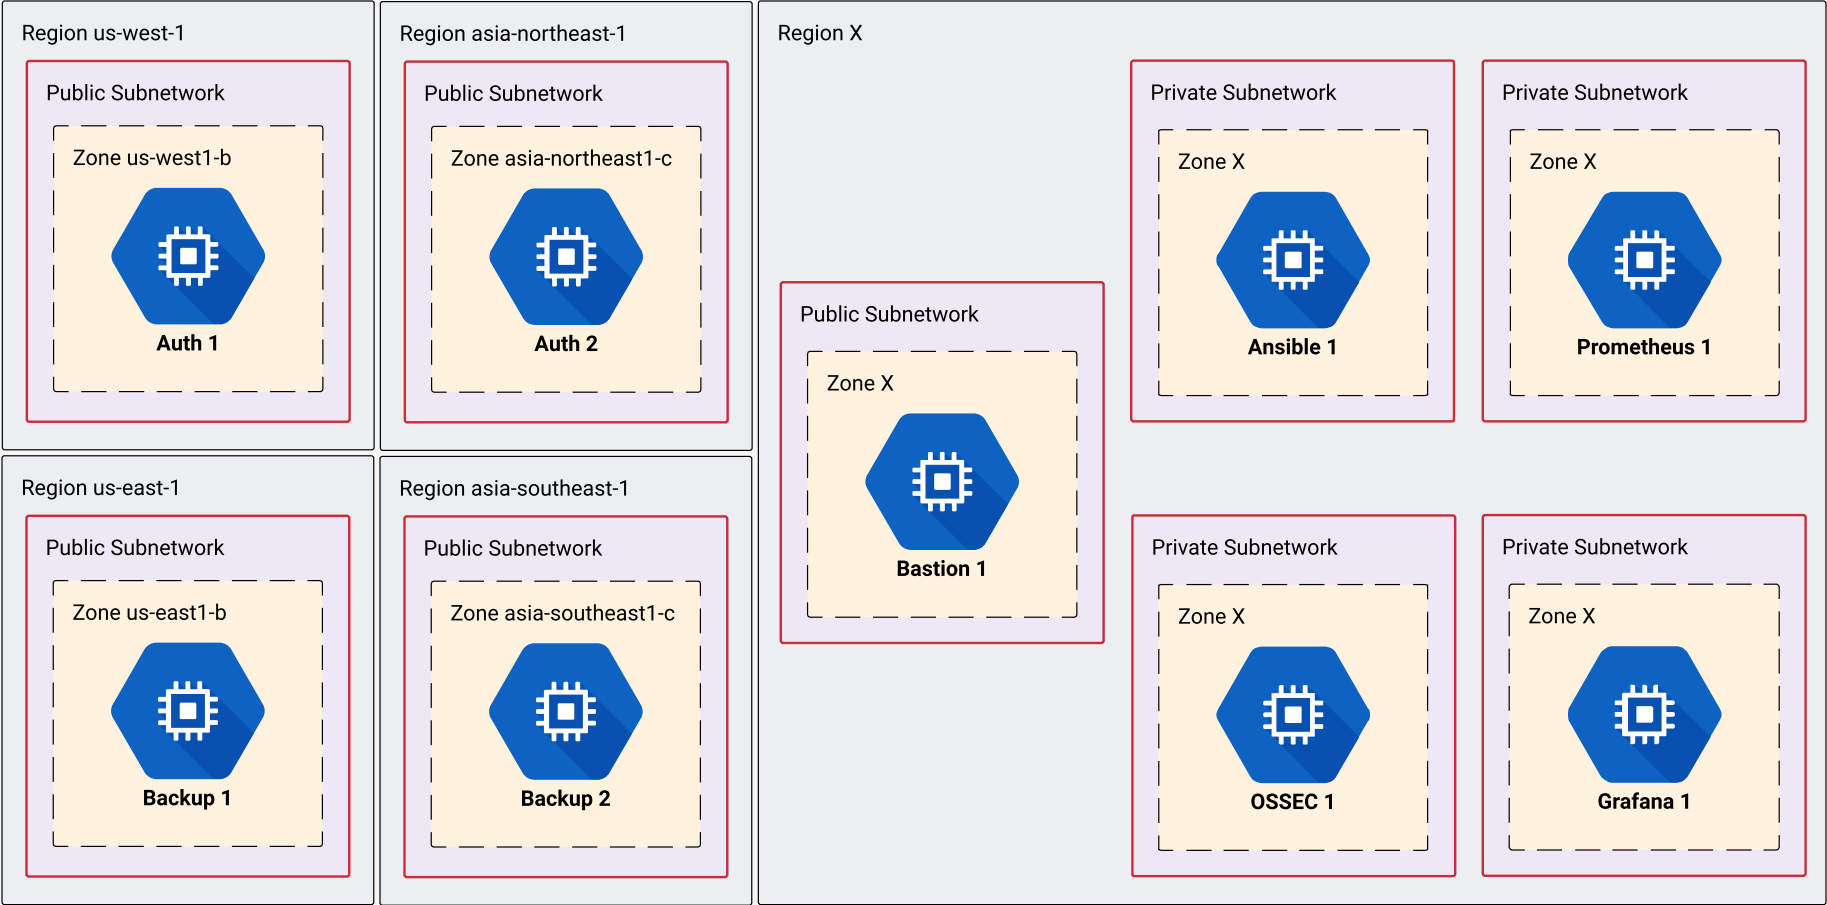 Region us-west-1
Public Subnetwork
Zone us-west1-b
Auth 1
Region asia-northeast-1
Public Subnetwork
Zone asia-northeast1-c
Auth 2
Region us-east-1
Public Subnetwork
Zone us-east1-b
Backup 1
Region asia-southeast-1
Public Subnetwork
Zone asia-southeast1-c
Backup 2
Region X
Public Subnetwork
Zone X
Bastion 1
Private Subnetwork
Zone X
Ansible 1
Private Subnetwork
Zone X
Prometheus 1
Private Subnetwork
Zone X
OSSEC 1
Private Subnetwork
Zone X
Grafana 1